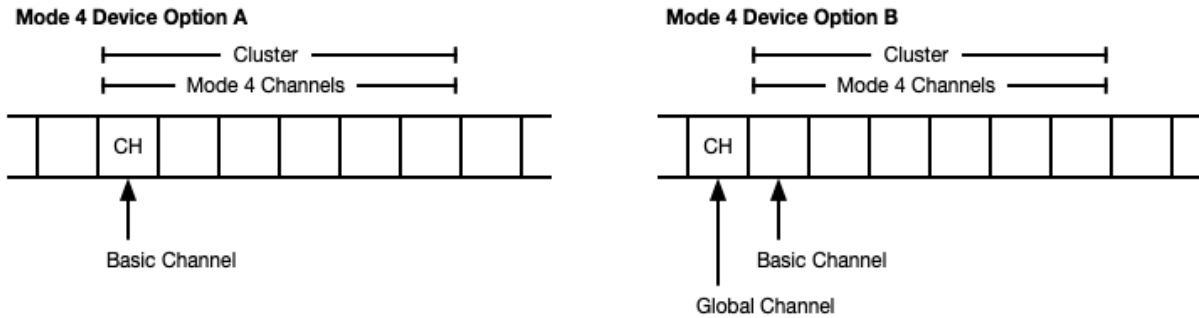 Mode 4 Device Option A
Cluster
Mode 4 Channels
CH
Basic Channel
Mode 4 Device Option B
Cluster
Mode 4 Channels
CH
Basic Channel
Global Channel